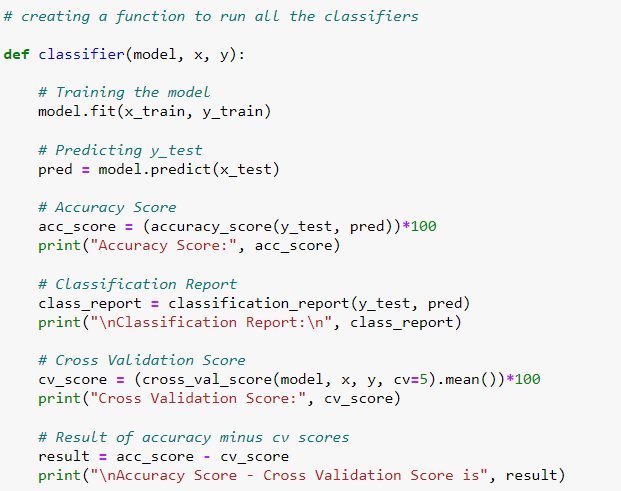 # creating a function to run all the classifiers
def classifier(model, x, y):
# Training the model
model.fit(x_train, y_train)
# Predicting y_test
pred = model.predict(x_test)
# Accuracy Score
acc_score = (accuracy_score(y_test, pred))*100
print("Accuracy Score:", acc_score)
# Classification Report
class_report = classification_report(y_test, pred)
print("\nClassification Report:\n", class_report)
# Cross Validation Score
cv_score = (cross_val_score(model, x, y, cv=5).mean())*100
print("Cross Validation Score:", cv_score)
# Result of accuracy minus cv scores
result = acc_score - cv_score
print("\nAccuracy Score - Cross Validation Score is", result)